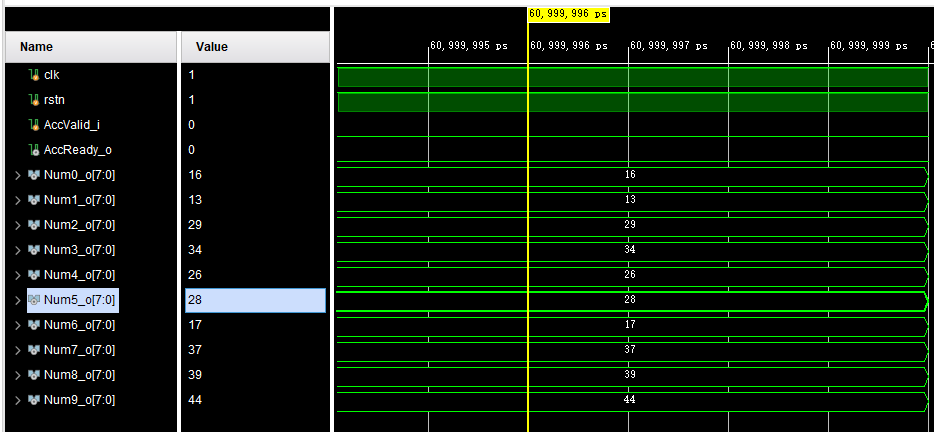 60,999,996 ps
Name Value 60,999,995 ps 60,999,996 ps 60,999,997 ps 60,999,998 ps 60,999,999 ps
clk 1
rstn 1
AccValid_i 0
AccReady_o 0
Num0_o[7:0] 16 16
Num1_o[7:0] 13 13
Num2_o[7:0] 29 29
Num3_o[7:0] 34 34
Num4_o[7:0] 26 26
Num5_o[7:0] 28 28
Num6_o[7:0] 17 17
Num7_o[7:0] 37 37
Num8_o[7:0] 39 39
Num9_o[7:0] 44 44